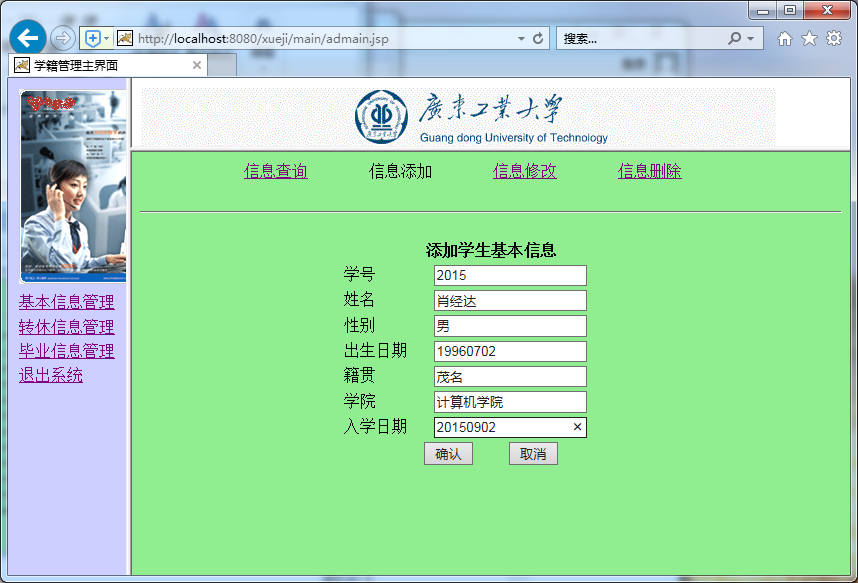 http://localhost:8080/xueji/main/admain.jsp
搜索...
学籍管理主界面
廣東工業大學
Guang dong University of Technology
信息查询 信息添加 信息修改 信息删除
基本信息管理
转休信息管理
毕业信息管理
退出系统
添加学生基本信息
学号 2015
姓名 肖经达
性别 男
出生日期 19960702
籍贯 茂名
学院 计算机学院
入学日期 20150902
确认 取消